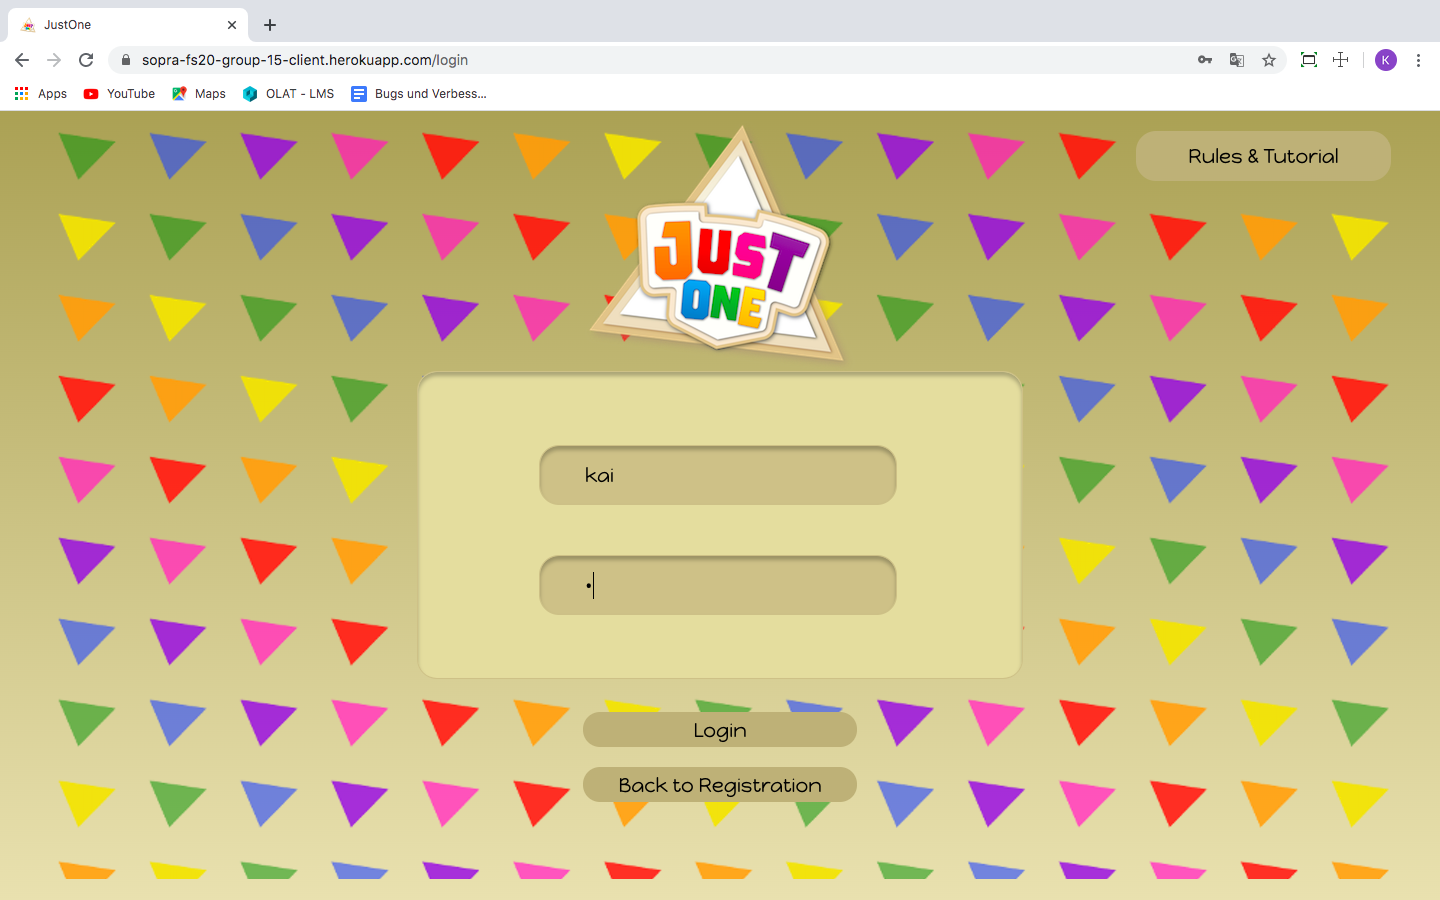 JustOne
sopra-fs20-group-15-client.herokuapp.com/login
K
Apps
YouTube
Maps
OLAT - LMS
Bugs und Verbess...
Rules & Tutorial
JUST
ONE
kai
•
Login
Back to Registration